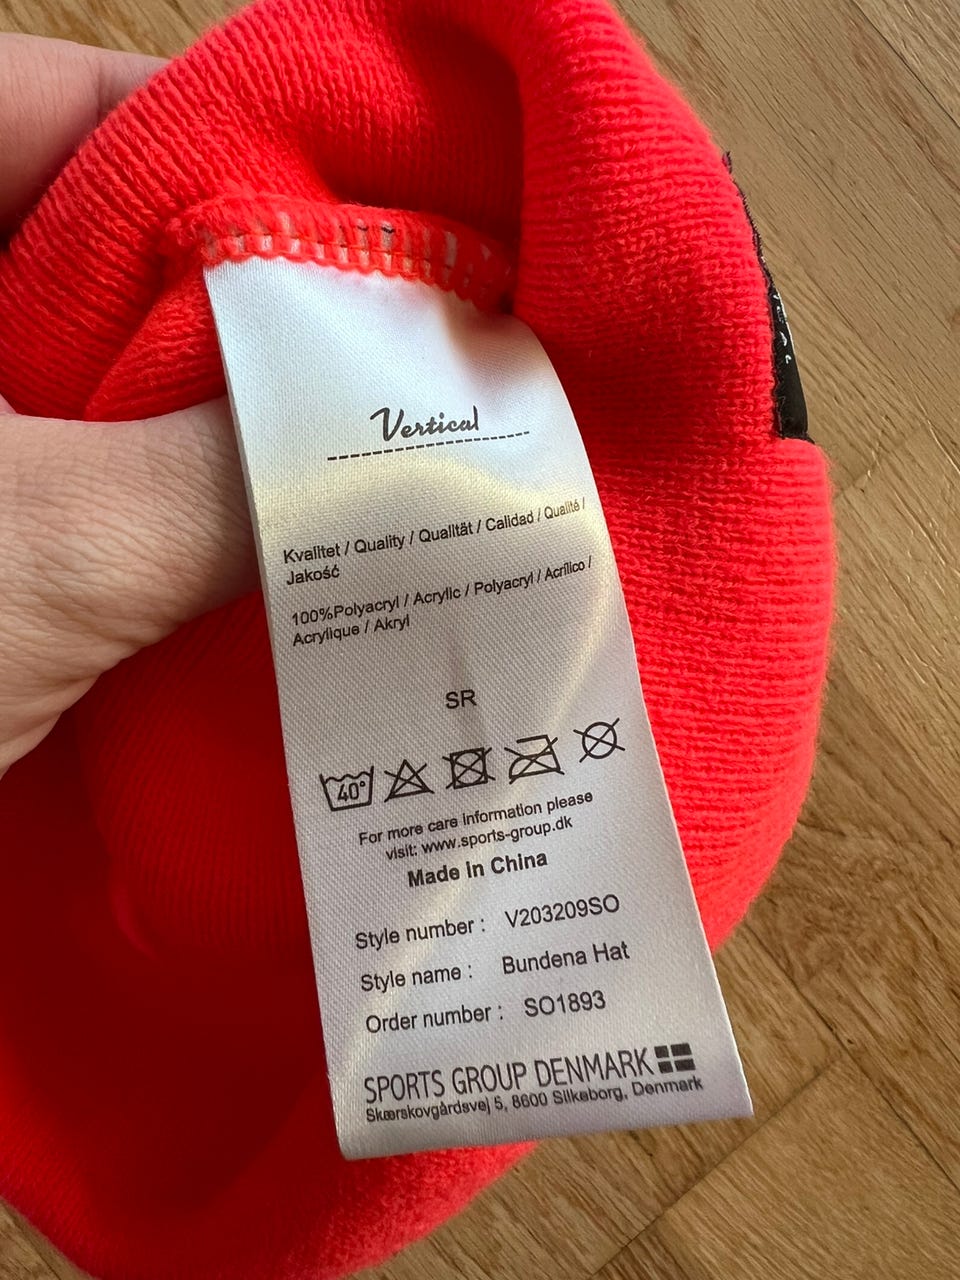 Vertical
Kvalitet / Quality / Qualität / Calidad / Qualité /
Jakość
100%Polyacryl / Acrylic / Polyacryl / Acrílico /
Acrylique / Akryl
SR
40°
For more care information please
visit: www.sports-group.dk
Made in China
Style number : V203209SO
Style name : Bundena Hat
Order number : SO1893
SPORTS GROUP DENMARK
Skærskovgårdsvej 5, 8600 Silkeborg, Denmark